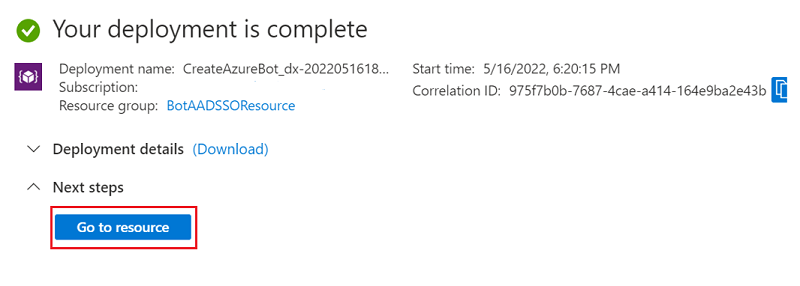 Your deployment is complete
Deployment name: CreateAzureBot_dx-2022051618... Start time: 5/16/2022, 6:20:15 PM
Subscription: Correlation ID: 975f7b0b-7687-4cae-a414-164e9ba2e43b
Resource group: BotAADSSOResource
Deployment details (Download)
Next steps
Go to resource